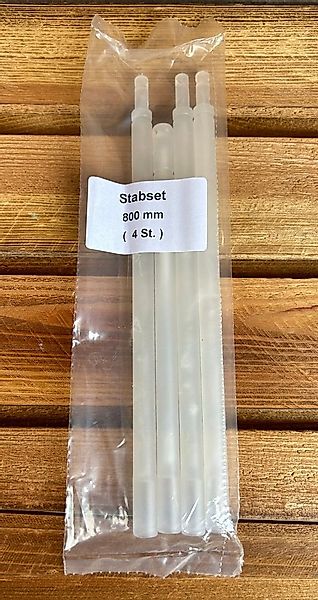 Stabset
800 mm
( 4 St. )